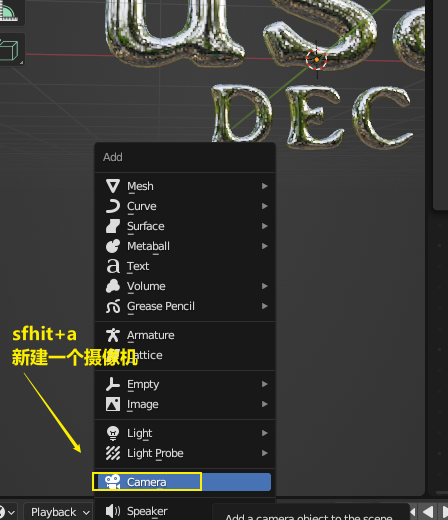 USC
DEC
Add
Mesh
Curve
Surface
Metaball
Text
Volume
Grease Pencil
Armature
sfhit+a
新建一个摄像机
attice
Empty
Image
Light
Light Probe
Camera
Speaker
Playback
Add a camera object to the scene